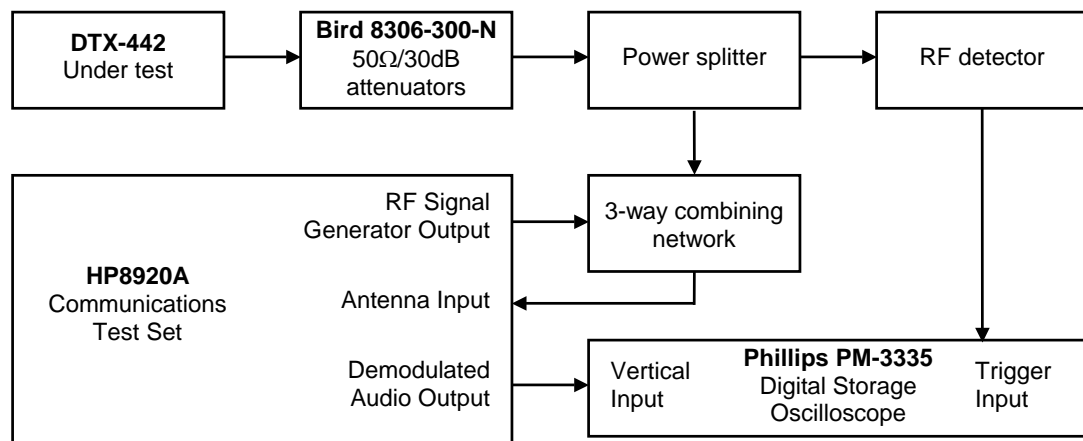 DTX-442
Under test
Bird 8306-300-N
50Ω/30dB
attenuators
Power splitter
RF detector
RF Signal
Generator Output
3-way combining
network
HP8920A
Communications
Test Set
Antenna Input
Demodulated
Audio Output
Vertical
Input
Phillips PM-3335
Digital Storage
Oscilloscope
Trigger
Input